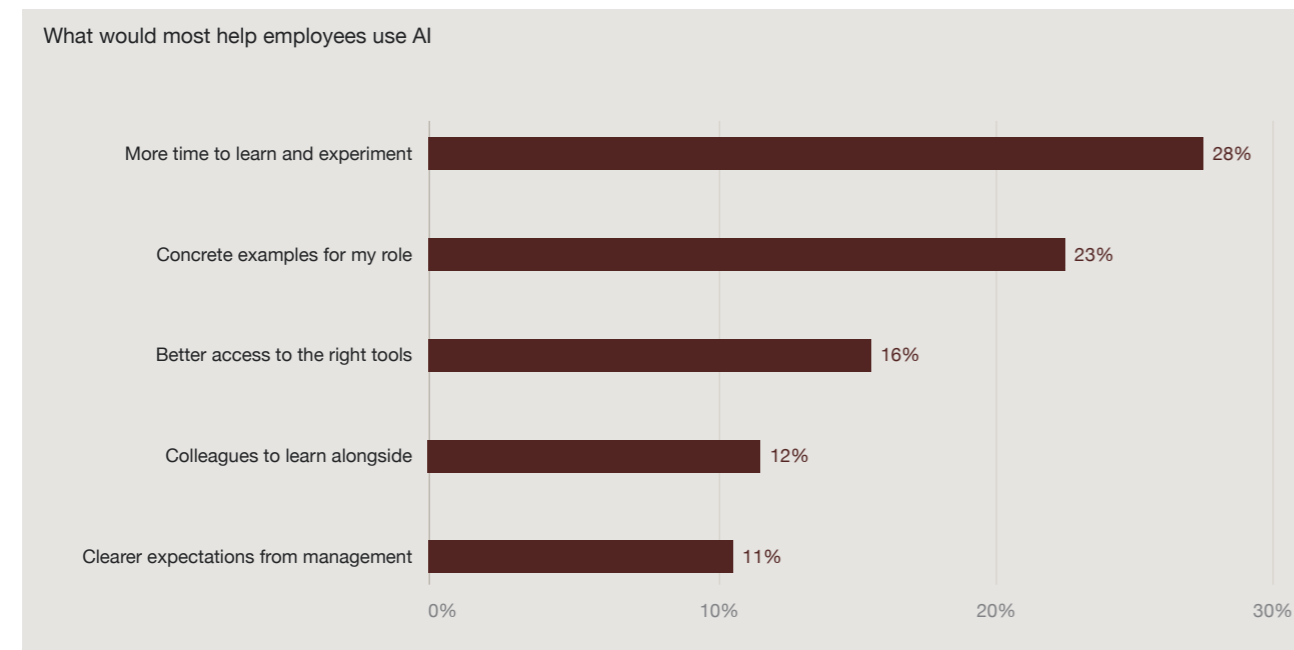 What would most help employees use AI
More time to learn and experiment
28%
Concrete examples for my role
23%
Better access to the right tools
16%
Colleagues to learn alongside
12%
Clearer expectations from management
11%
0%
10%
20%
30%